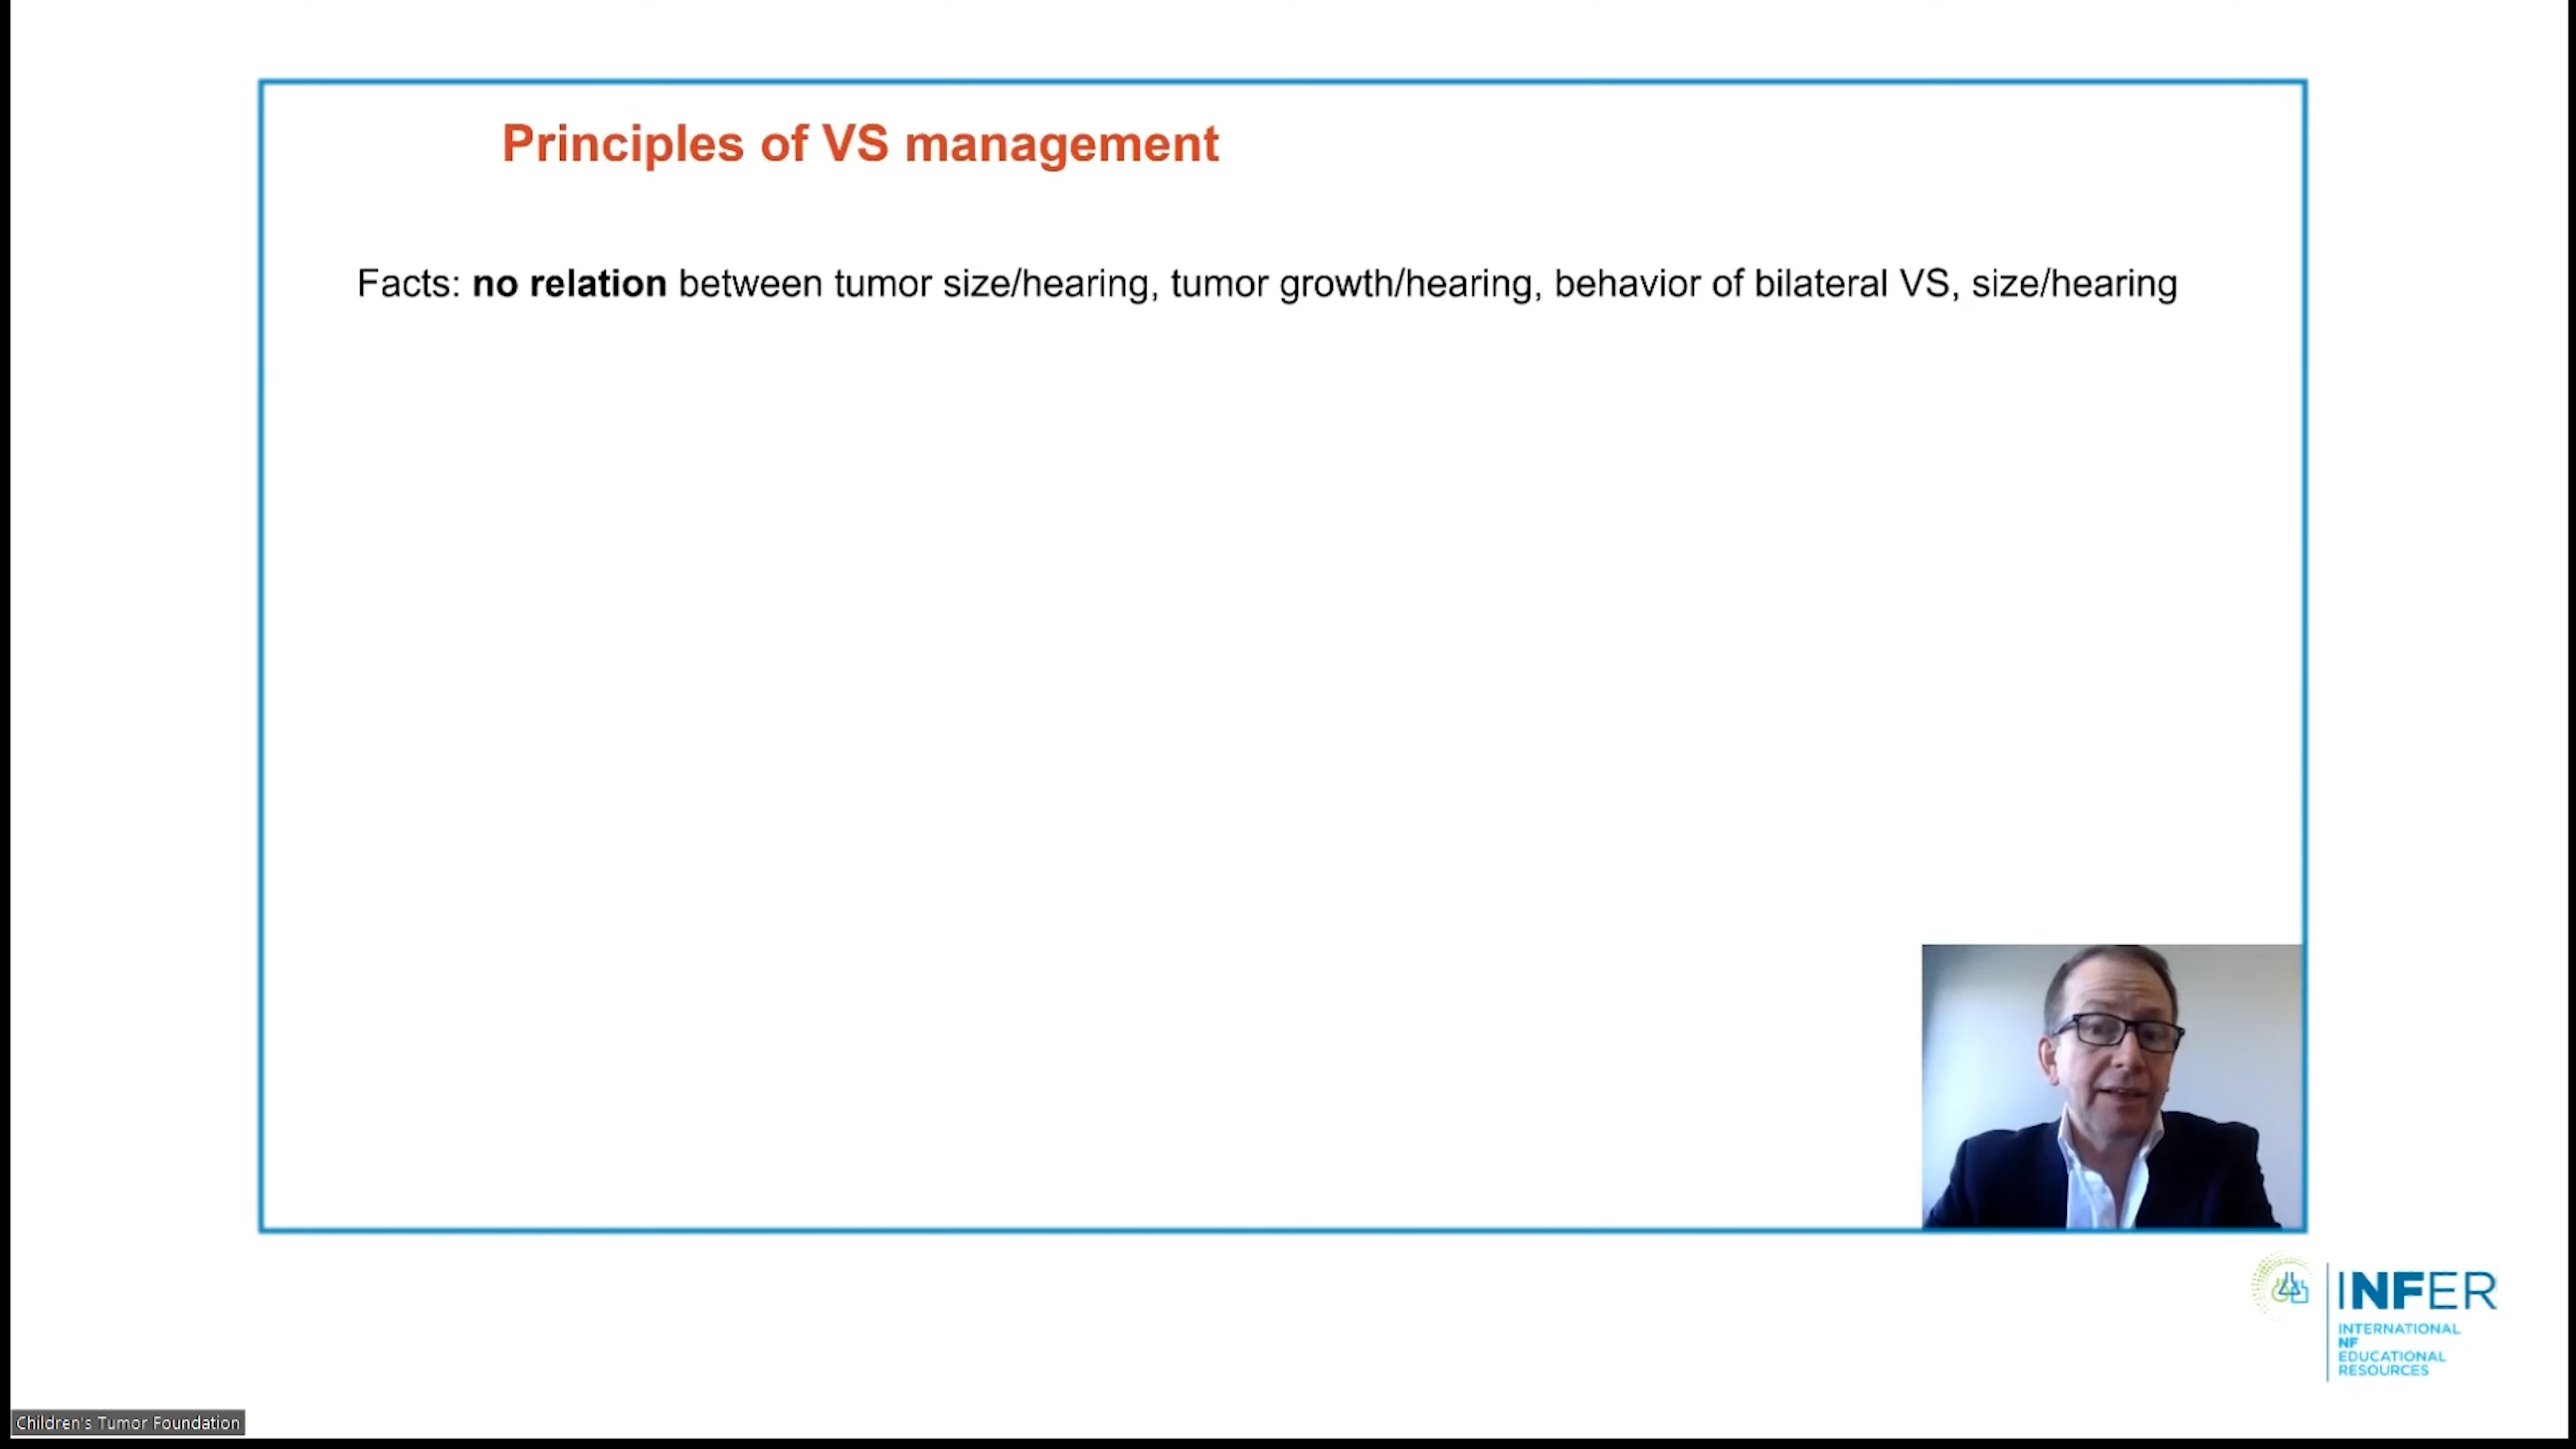 Principles of VS management
Facts: no relation between tumor size/hearing, tumor growth/hearing, behavior of bilateral VS, size/hearing
INFER
INTERNATIONAL
NF
EDUCATIONAL
RESOURCES
Children's Tumor Foundation